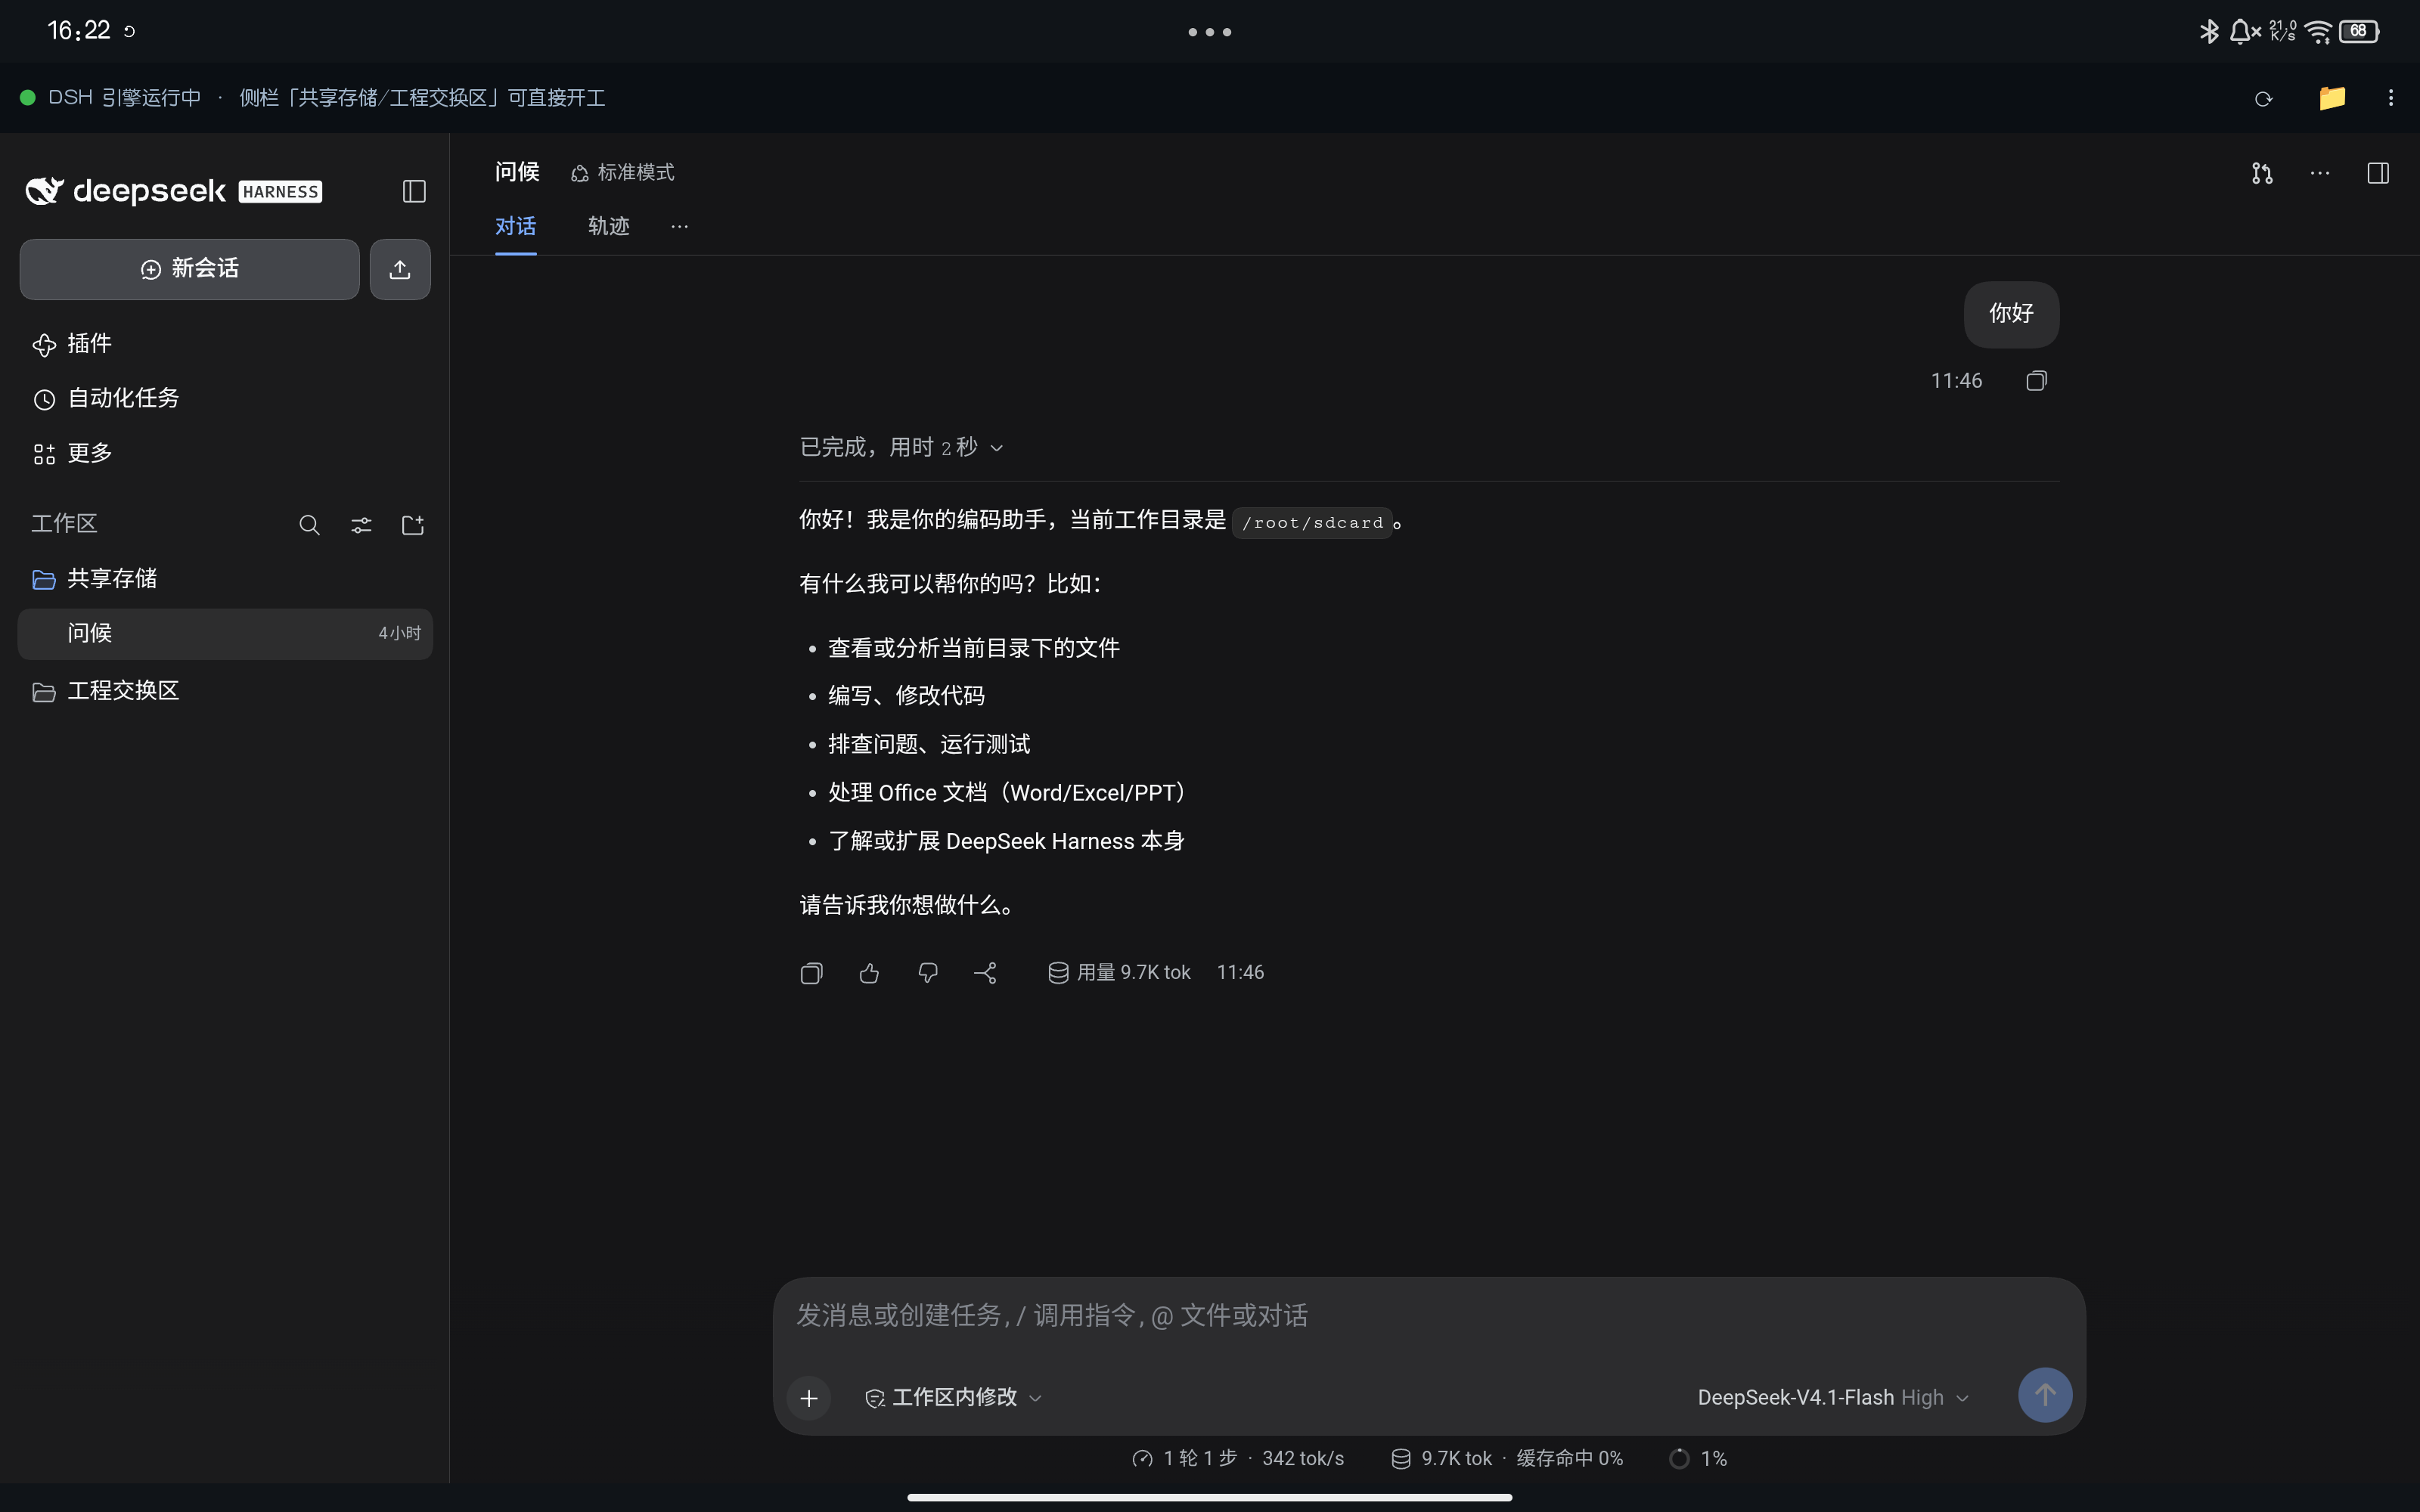 16:22
21.0 K/s
68
DSH 引擎运行中 · 侧栏「共享存储/工程交换区」可直接开工
deepseek HARNESS
新会话
插件
自动化任务
更多
工作区
共享存储
问候 4小时
工程交换区
问候 标准模式
对话 轨迹 ···
你好
11:46
已完成，用时 2 秒
你好！我是你的编码助手，当前工作目录是 /root/sdcard 。
有什么我可以帮你的吗？比如：
• 查看或分析当前目录下的文件
• 编写、修改代码
• 排查问题、运行测试
• 处理 Office 文档（Word/Excel/PPT）
• 了解或扩展 DeepSeek Harness 本身
请告诉我你想做什么。
用量 9.7K tok 11:46
发消息或创建任务, / 调用指令, @ 文件或对话
工作区内修改 DeepSeek-V4.1-Flash High
1 轮 1 步 · 342 tok/s 9.7K tok · 缓存命中 0% 1%